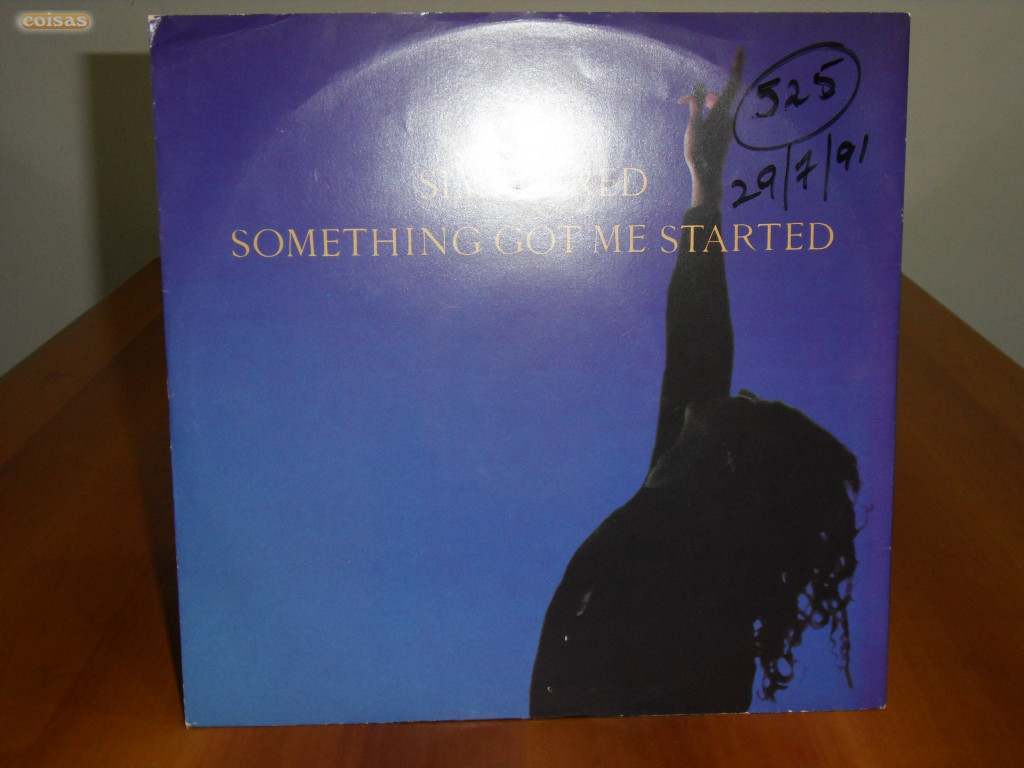 coisas
525
29/7/91
SOMETHING GOT ME STARTED